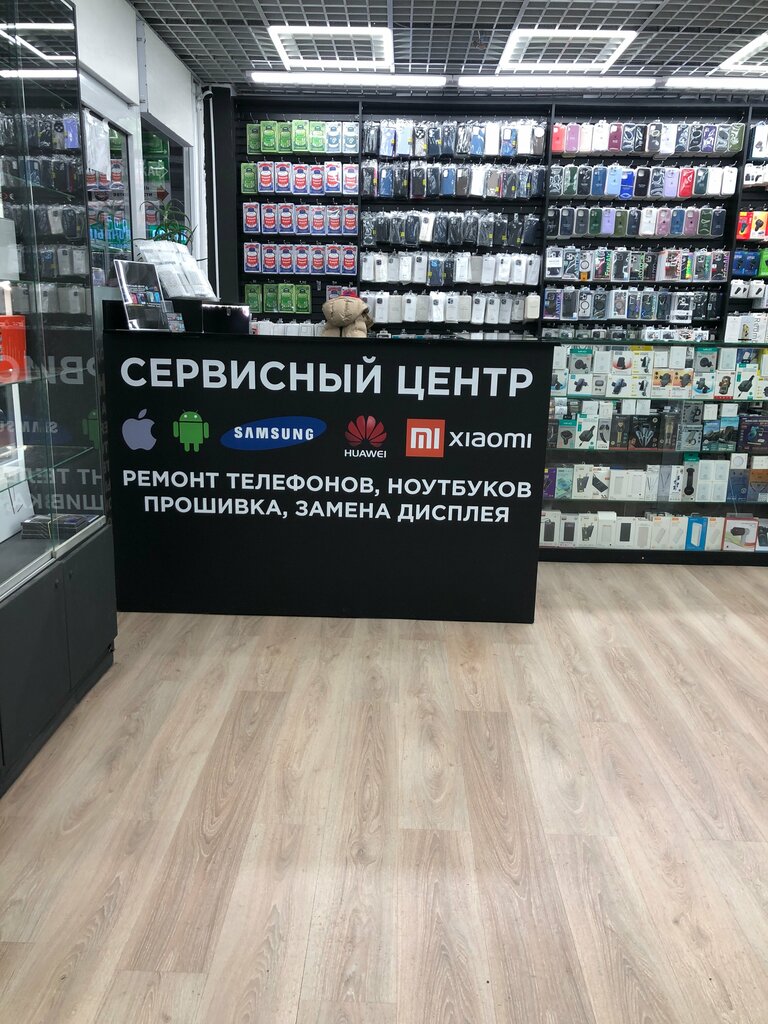 СЕРВИСНЫЙ ЦЕНТР
SAMSUNG
HUAWEI
mi xiaomi
РЕМОНТ ТЕЛЕФОНОВ, НОУТБУКОВ
ПРОШИВКА, ЗАМЕНА ДИСПЛЕЯ